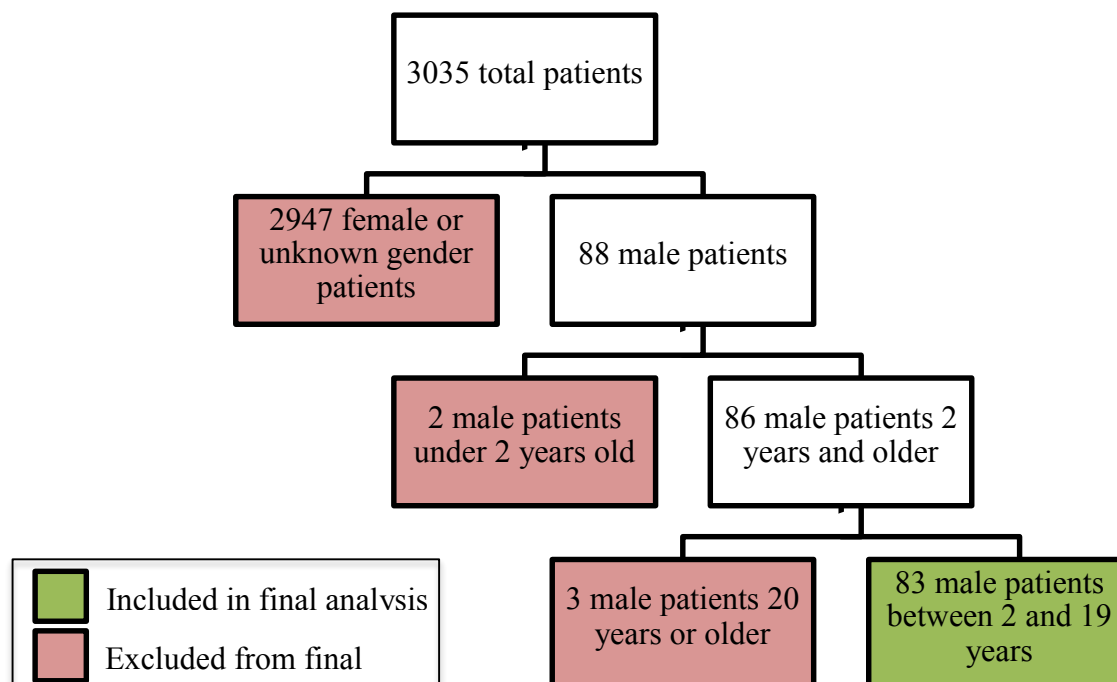 3035 total patients
2947 female or
unknown gender
patients
88 male patients
2 male patients
under 2 years old
86 male patients 2
years and older
3 male patients 20
years or older
83 male patients
between 2 and 19
years
Included in final analysis
Excluded from final